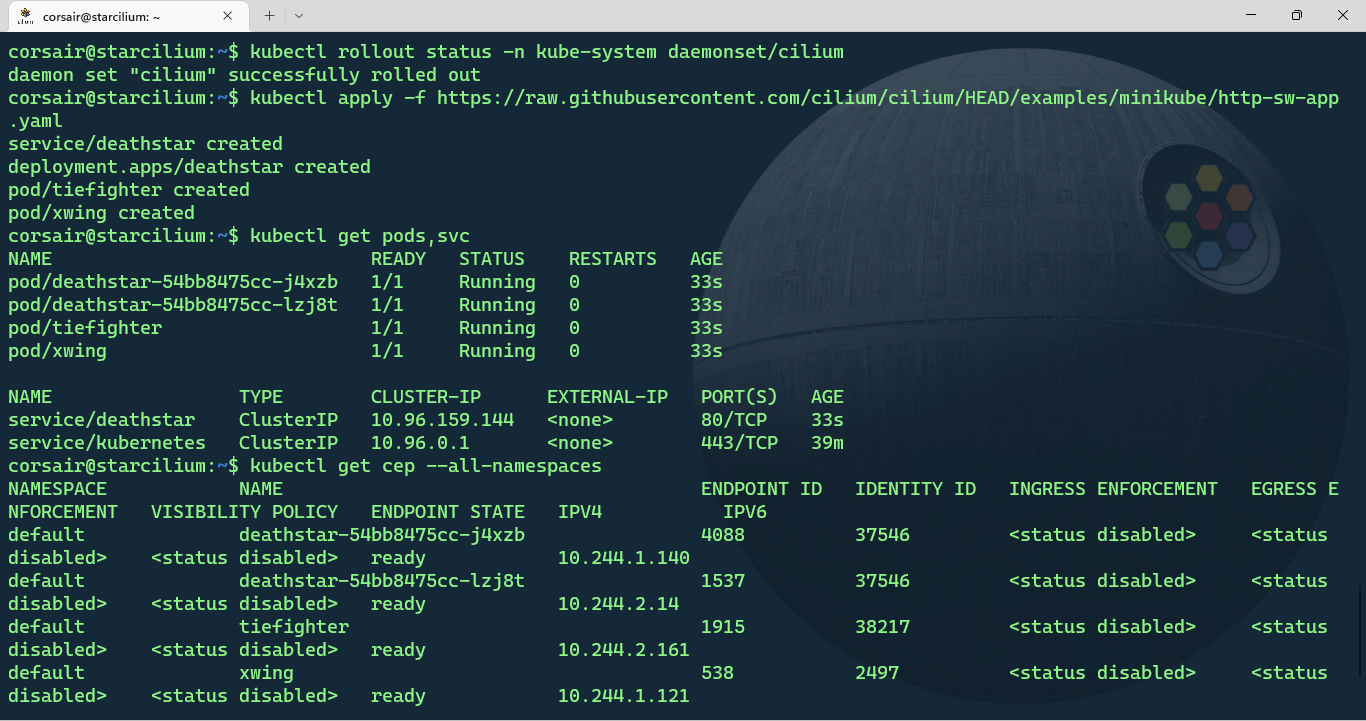 corsair@starcilium: ~
corsair@starcilium:~$ kubectl rollout status -n kube-system daemonset/cilium
daemon set "cilium" successfully rolled out
corsair@starcilium:~$ kubectl apply -f https://raw.githubusercontent.com/cilium/cilium/HEAD/examples/minikube/http-sw-app
.yaml
service/deathstar created
deployment.apps/deathstar created
pod/tiefighter created
pod/xwing created
corsair@starcilium:~$ kubectl get pods,svc
NAME                             READY   STATUS    RESTARTS   AGE
pod/deathstar-54bb8475cc-j4xzb   1/1     Running   0          33s
pod/deathstar-54bb8475cc-lzj8t   1/1     Running   0          33s
pod/tiefighter                   1/1     Running   0          33s
pod/xwing                        1/1     Running   0          33s
NAME                 TYPE        CLUSTER-IP      EXTERNAL-IP   PORT(S)   AGE
service/deathstar    ClusterIP   10.96.159.144   <none>        80/TCP    33s
service/kubernetes   ClusterIP   10.96.0.1       <none>        443/TCP   39m
corsair@starcilium:~$ kubectl get cep --all-namespaces
NAMESPACE            NAME                                      ENDPOINT ID   IDENTITY ID   INGRESS ENFORCEMENT   EGRESS E
NFORCEMENT   VISIBILITY POLICY   ENDPOINT STATE   IPV4           IPV6
default              deathstar-54bb8475cc-j4xzb                4088          37546         <status disabled>     <status
disabled>    <status disabled>   ready            10.244.1.140
default              deathstar-54bb8475cc-lzj8t                1537          37546         <status disabled>     <status
disabled>    <status disabled>   ready            10.244.2.14
default              tiefighter                                1915          38217         <status disabled>     <status
disabled>    <status disabled>   ready            10.244.2.161
default              xwing                                     538           2497          <status disabled>     <status
disabled>    <status disabled>   ready            10.244.1.121